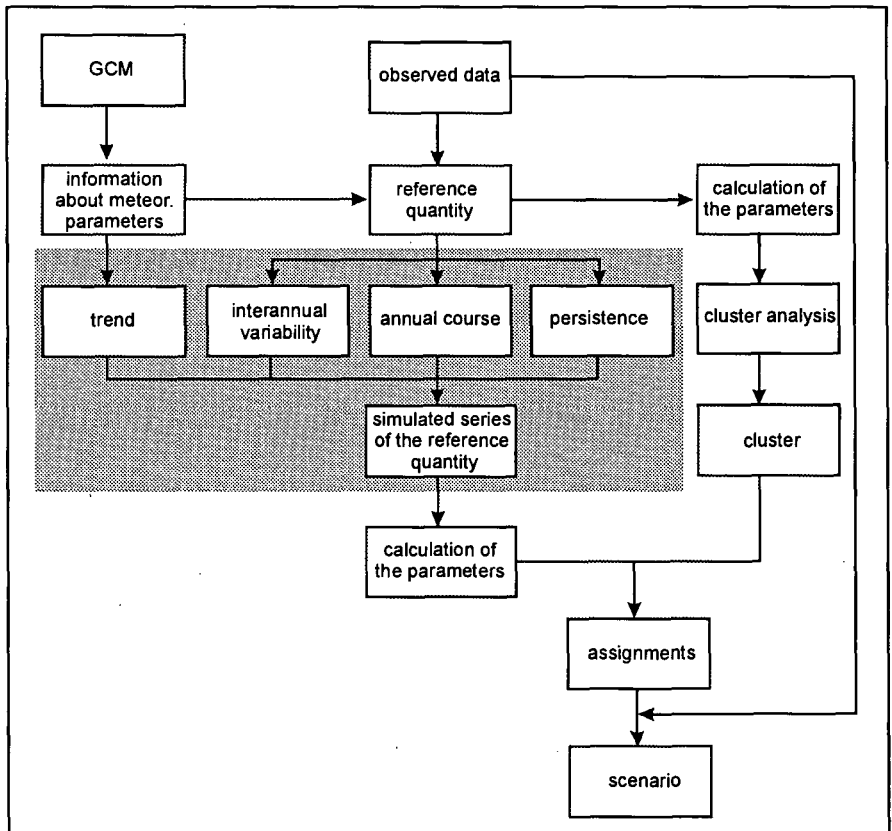 GCM
observed data
information
about meteor.
parameters
reference
quantity
calculation of
the parameters
trend
interannual
variability
annual course
persistence
cluster analysis
simulated series
of the reference
quantity
cluster
calculation of
the parameters
assignments
scenario